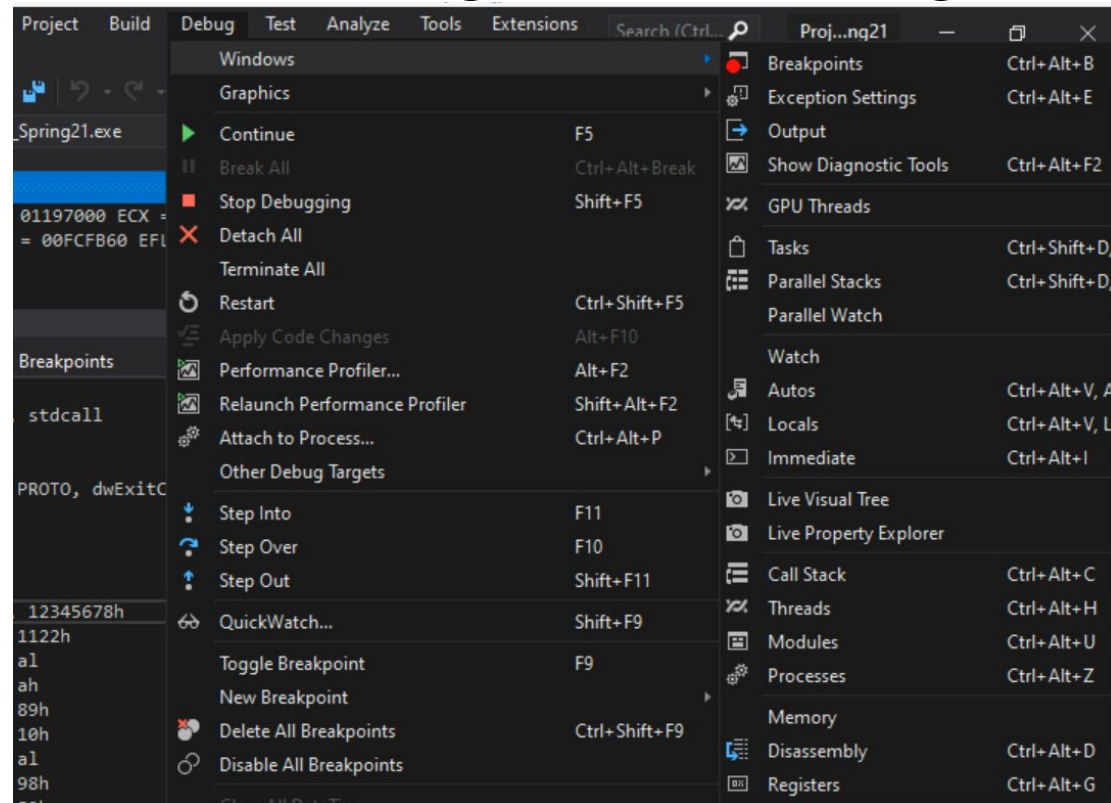 Project Build Debug Test Analyze Tools Extensions Search (Ctrl... Proj...ng21
_Spring21.exe
01197000 ECX =
= 00FCFB60 EFL
Breakpoints
stdcall
PROTO, dwExitC
12345678h
1122h
al
ah
89h
10h
al
98h
Windows
Graphics
Continue F5
Break All Ctrl+Alt+Break
Stop Debugging Shift+F5
Detach All
Terminate All
Restart Ctrl+Shift+F5
Apply Code Changes Alt+F10
Performance Profiler... Alt+F2
Relaunch Performance Profiler Shift+Alt+F2
Attach to Process... Ctrl+Alt+P
Other Debug Targets
Step Into F11
Step Over F10
Step Out Shift+F11
QuickWatch... Shift+F9
Toggle Breakpoint F9
New Breakpoint
Delete All Breakpoints Ctrl+Shift+F9
Disable All Breakpoints
Breakpoints Ctrl+Alt+B
Exception Settings Ctrl+Alt+E
Output
Show Diagnostic Tools Ctrl+Alt+F2
GPU Threads
Tasks Ctrl+Shift+D,
Parallel Stacks Ctrl+Shift+D,
Parallel Watch
Watch
Autos Ctrl+Alt+V, A
Locals Ctrl+Alt+V, L
Immediate Ctrl+Alt+I
Live Visual Tree
Live Property Explorer
Call Stack Ctrl+Alt+C
Threads Ctrl+Alt+H
Modules Ctrl+Alt+U
Processes Ctrl+Alt+Z
Memory
Disassembly Ctrl+Alt+D
Registers Ctrl+Alt+G